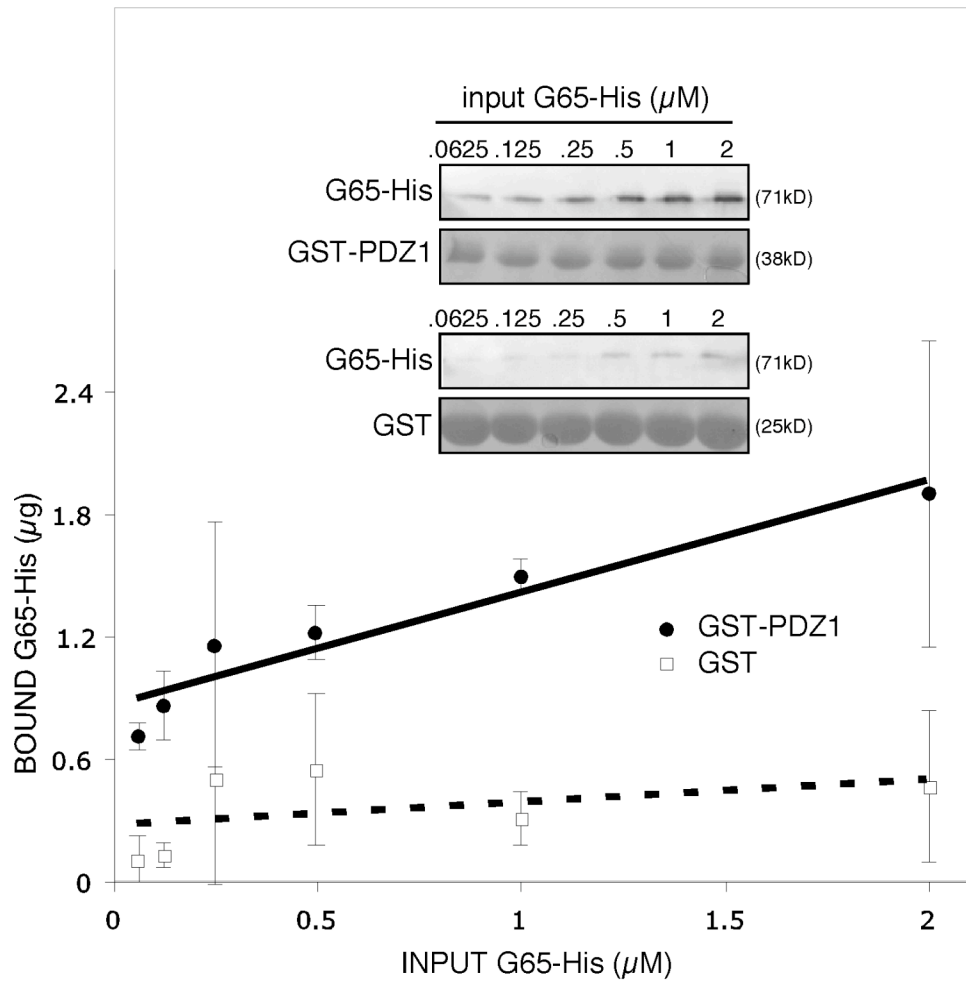 input G65-His (µM)
.0625 .125 .25 .5 1 2
G65-His (71kD)
GST-PDZ1 (38kD)
.0625 .125 .25 .5 1 2
G65-His (71kD)
GST (25kD)
2.4
1.8
1.2
0.6
0
BOUND G65-His (µg)
GST-PDZ1
GST
0 0.5 1 1.5 2
INPUT G65-His (µM)